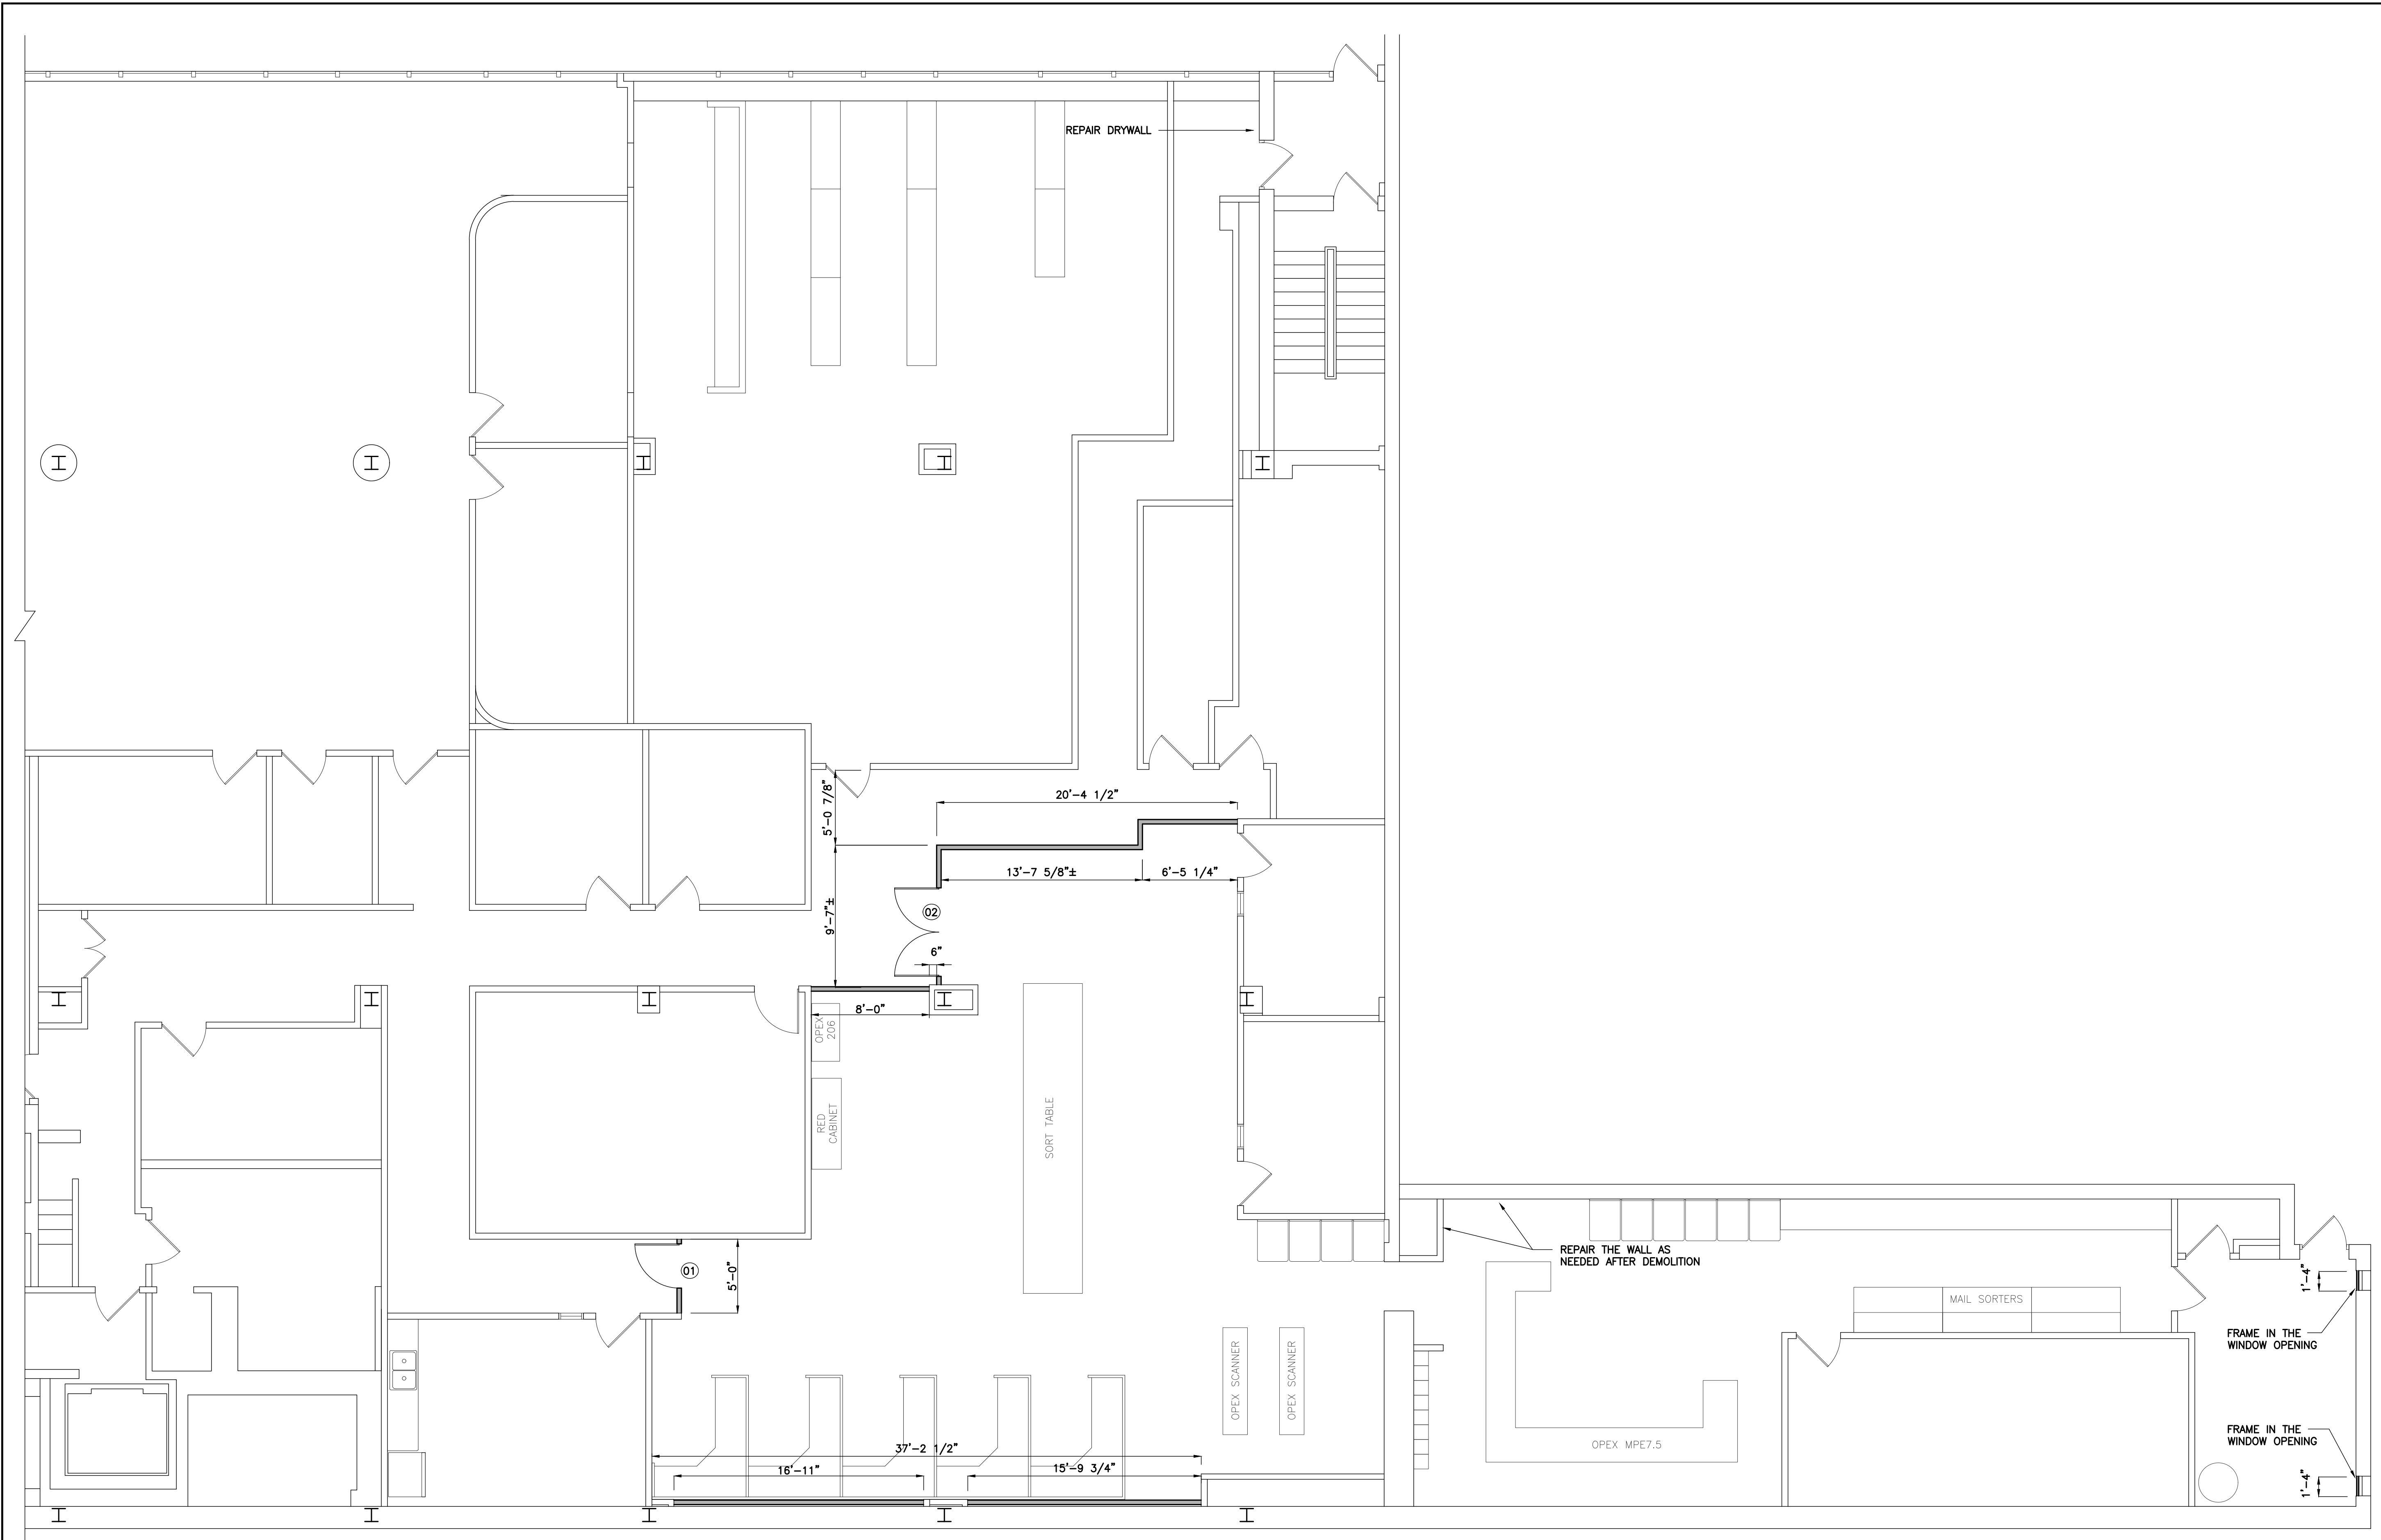 REPAIR DRYWALL
5'-0 7/8"
20'-4 1/2"
13'-7 5/8"±
6'-5 1/4"
9'-7"±
02
6"
8'-0"
OPEX
206
RED
CABINET
SORT TABLE
01
5'-0"
REPAIR THE WALL AS
NEEDED AFTER DEMOLITION
MAIL SORTERS
1'-4"
FRAME IN THE
WINDOW OPENING
OPEX SCANNER
OPEX SCANNER
OPEX MPE7.5
FRAME IN THE
WINDOW OPENING
1'-4"
37'-2 1/2"
16'-11"
15'-9 3/4"